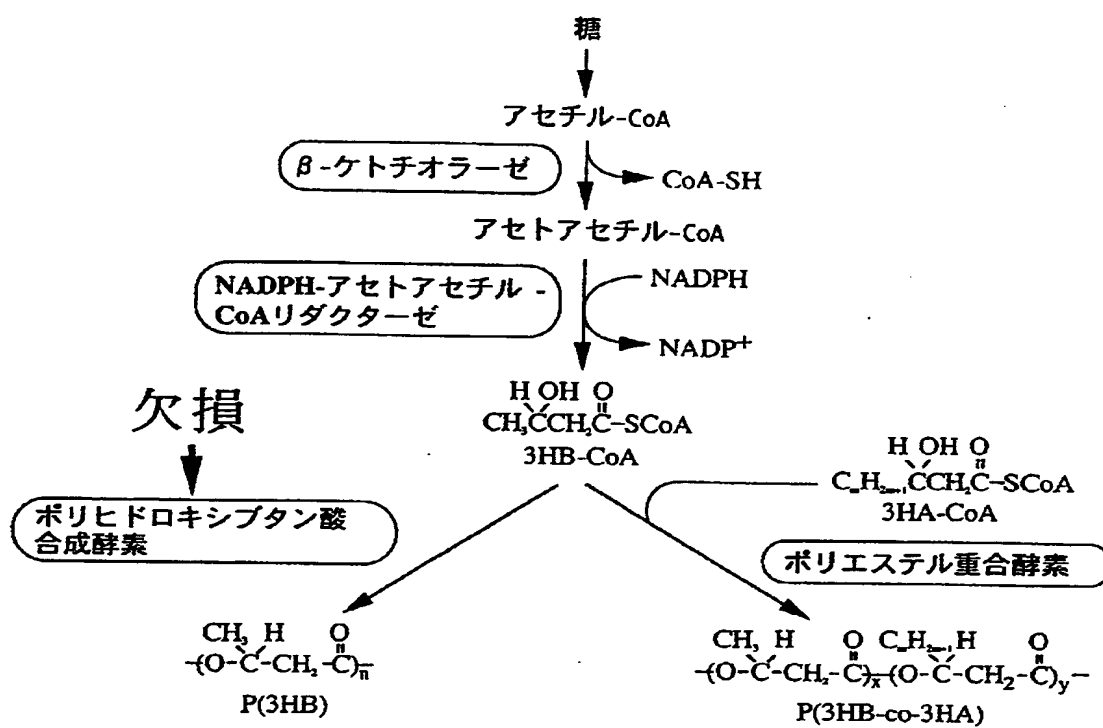 糖
アセチル-CoA
β-ケトチオラーゼ
CoA-SH
アセトアセチル-CoA
NADPH-アセトアセチル-
CoAリダクターゼ
NADPH
NADP⁺
欠損
H OH O
CH₃CCH₂C-SCoA
3HB-CoA
H OH O
CₘH₂ₘ₊₁CCH₂C-SCoA
3HA-CoA
ポリヒドロキシブタン酸
合成酵素
ポリエステル重合酵素
CH₃ H O
-(O-C-CH₂-C)ₙ-
P(3HB)
CH₃ H O CₘH₂ₘ₊₁ H O
-(O-C-CH₂-C)ₓ-(O-C-CH₂-C)y-
P(3HB-co-3HA)